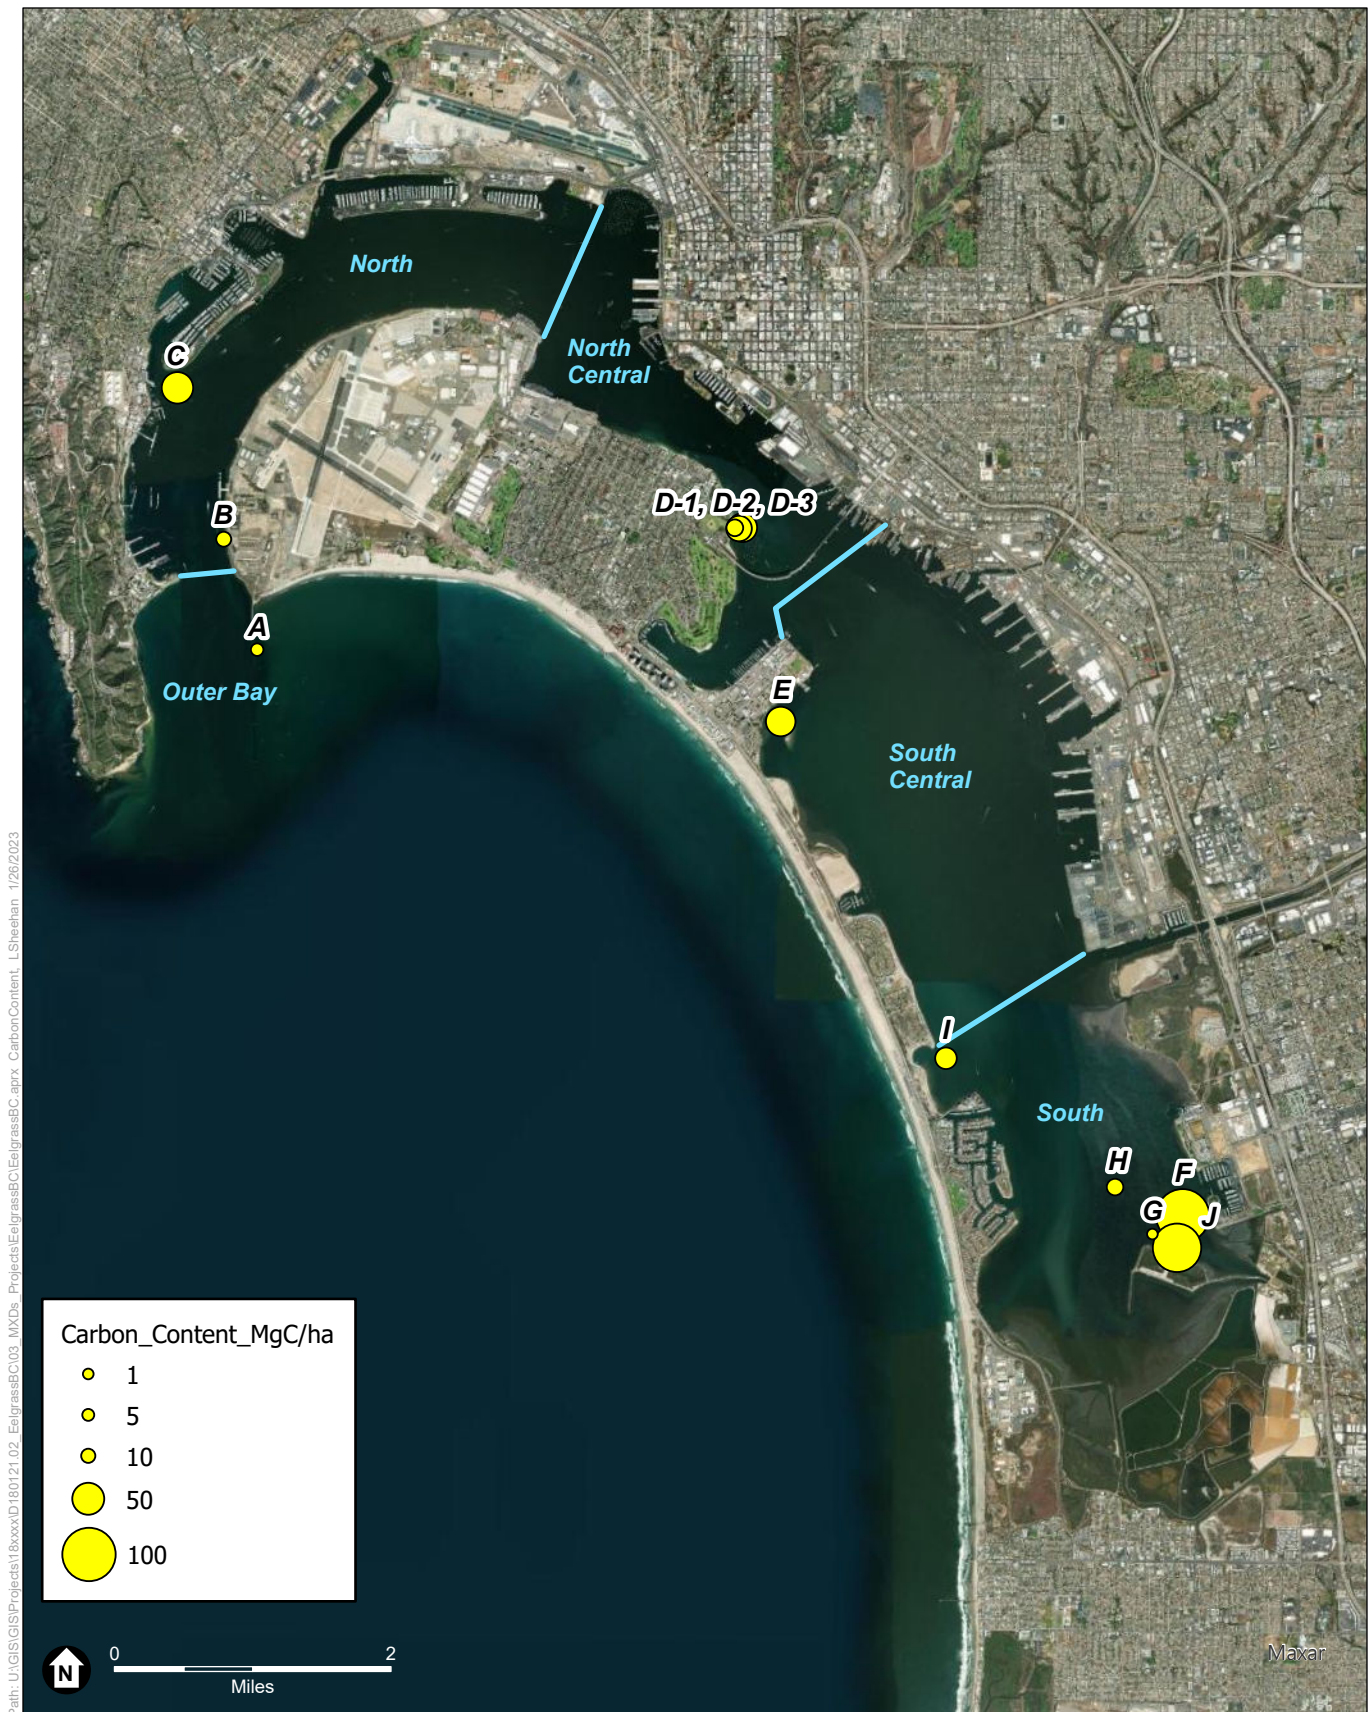 North
North
Central
C
D-1, D-2, D-3
B
A
Outer Bay
E
South
Central
I
South
H
F
G
J
Carbon_Content_MgC/ha
1
5
10
50
100
N
0
2
Miles
Maxar
Path: U:\GIS\GIS\Projects\18xxxx\D180121.02_EelgrassBC\03_MXDs_Projects\EelgrassBC\EelgrassBC.aprx CarbonContent, LSheehan 1/26/2023